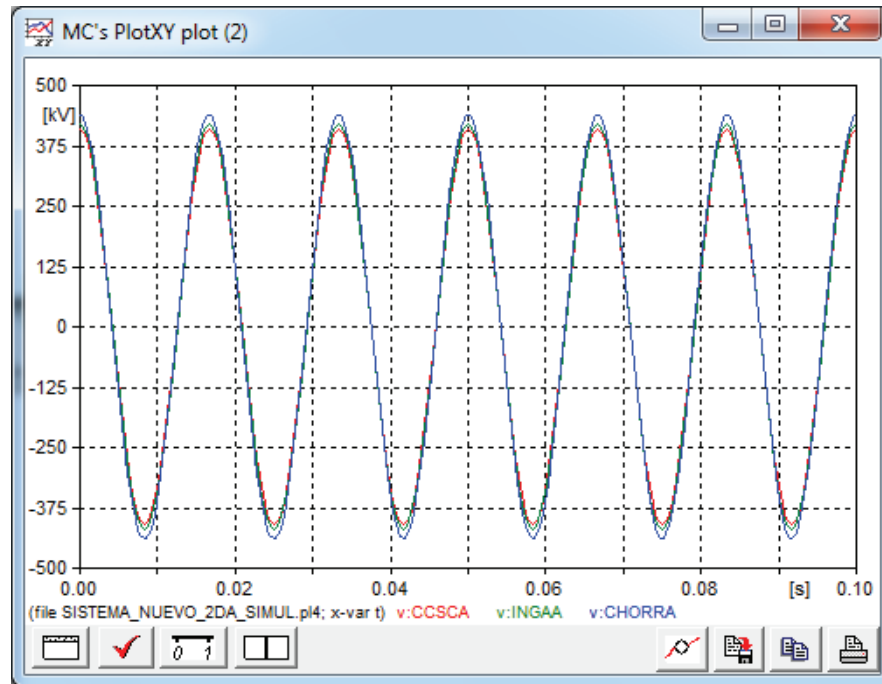 MC's PlotXY plot (2)
500
[kV]
375
250
125
0
-125
-250
-375
-500
0.00 0.02 0.04 0.06 0.08 [s] 0.10
(file SISTEMA_NUEVO_2DA_SIMUL.pl4; x-var t) v:CCSCA v:INGAA v:CHORRA
XY
0 1